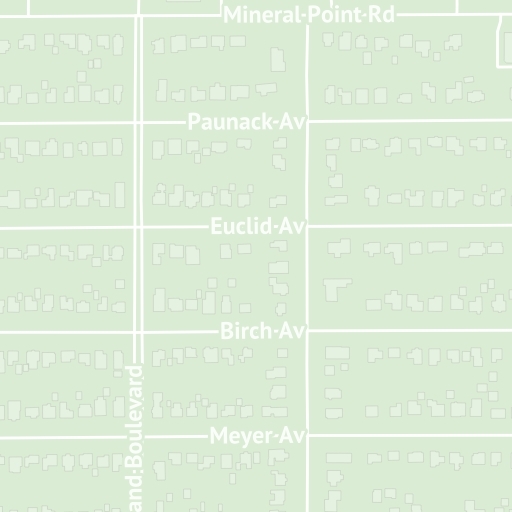 Mineral Point Rd
Paunack Av
Euclid Av
Birch Av
Meyer Av
and Boulevard